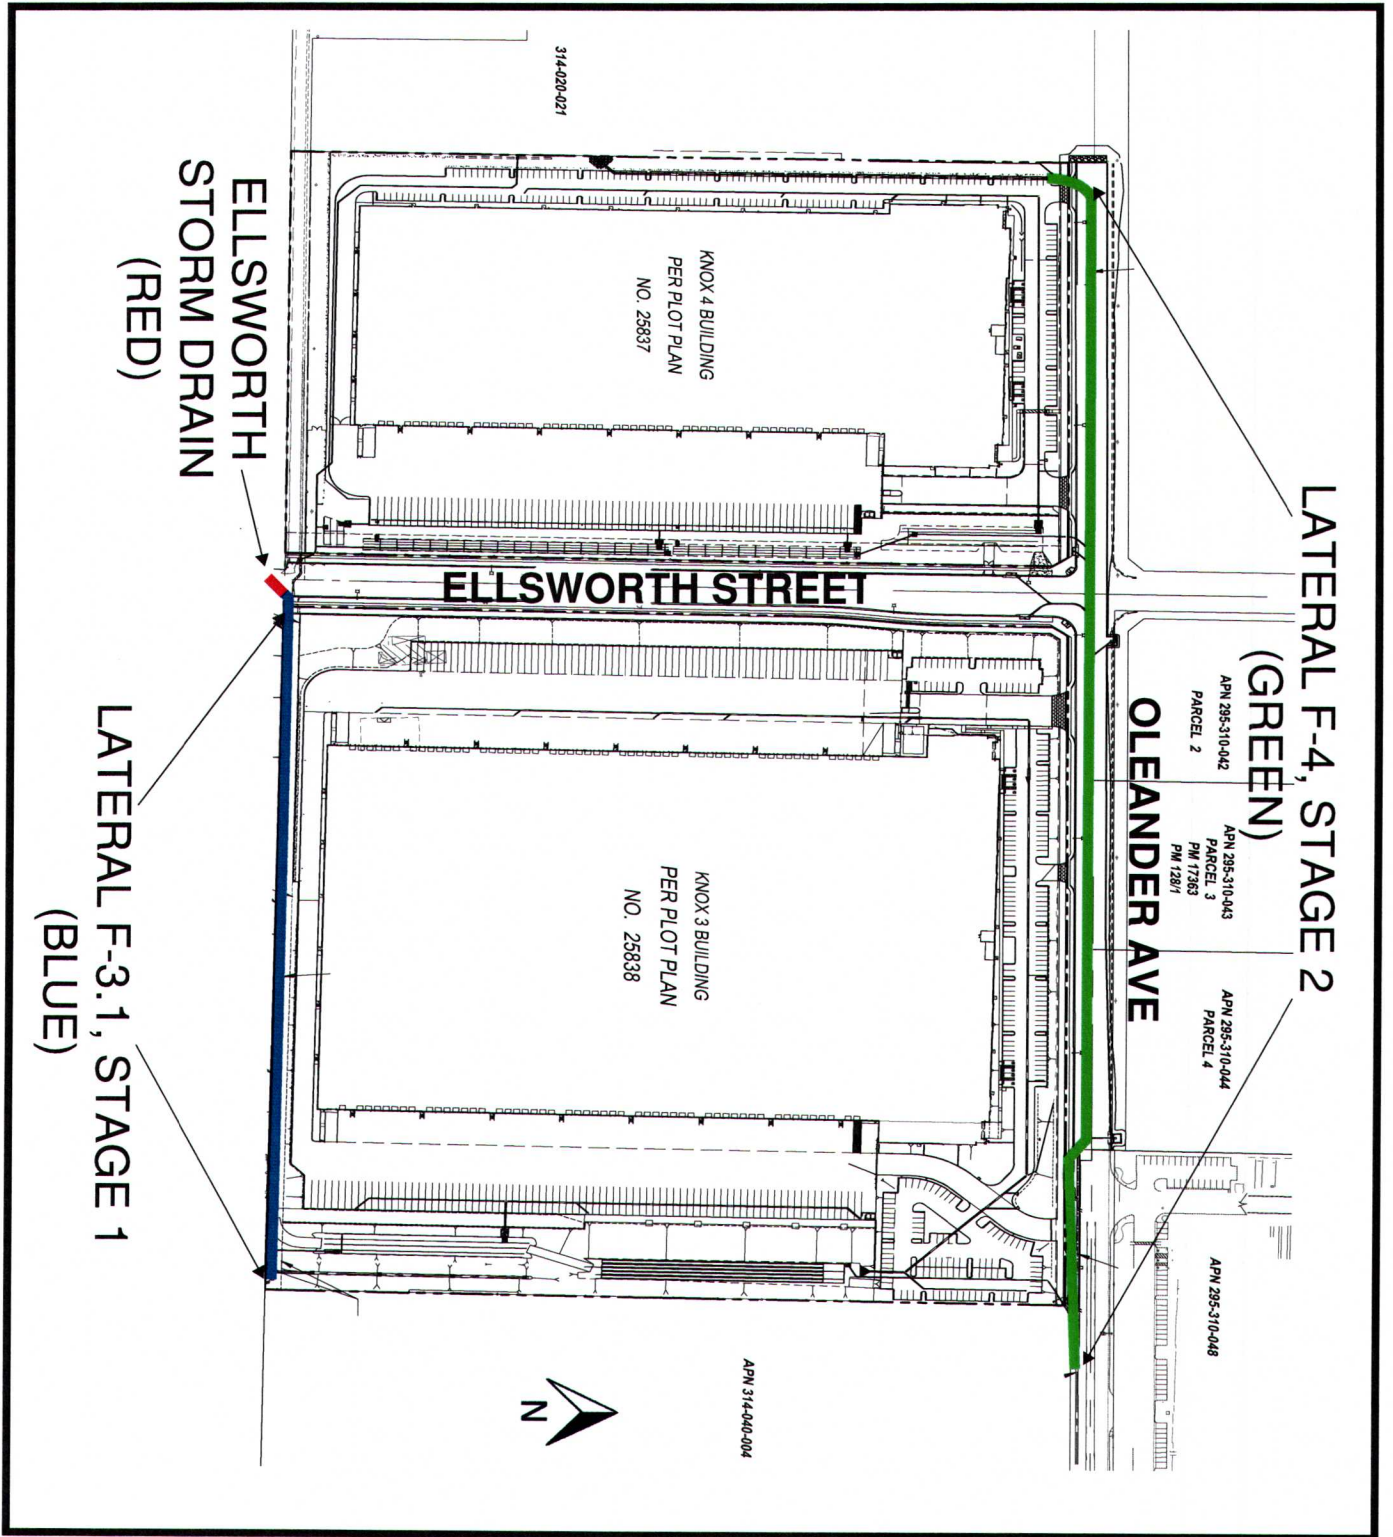 LATERAL F-4, STAGE 2
(GREEN)
APN 295-310-042
PARCEL 2
APN 295-310-043
PARCEL 3
PM 17363
PM 128/1
APN 295-310-044
PARCEL 4
APN 295-310-048
OLEANDER AVE
314-020-021
KNOX 4 BUILDING
PER PLOT PLAN
NO. 25837
ELLSWORTH STREET
KNOX 3 BUILDING
PER PLOT PLAN
NO. 25838
APN 314-040-004
N
ELLSWORTH
STORM DRAIN
(RED)
LATERAL F-3.1, STAGE 1
(BLUE)